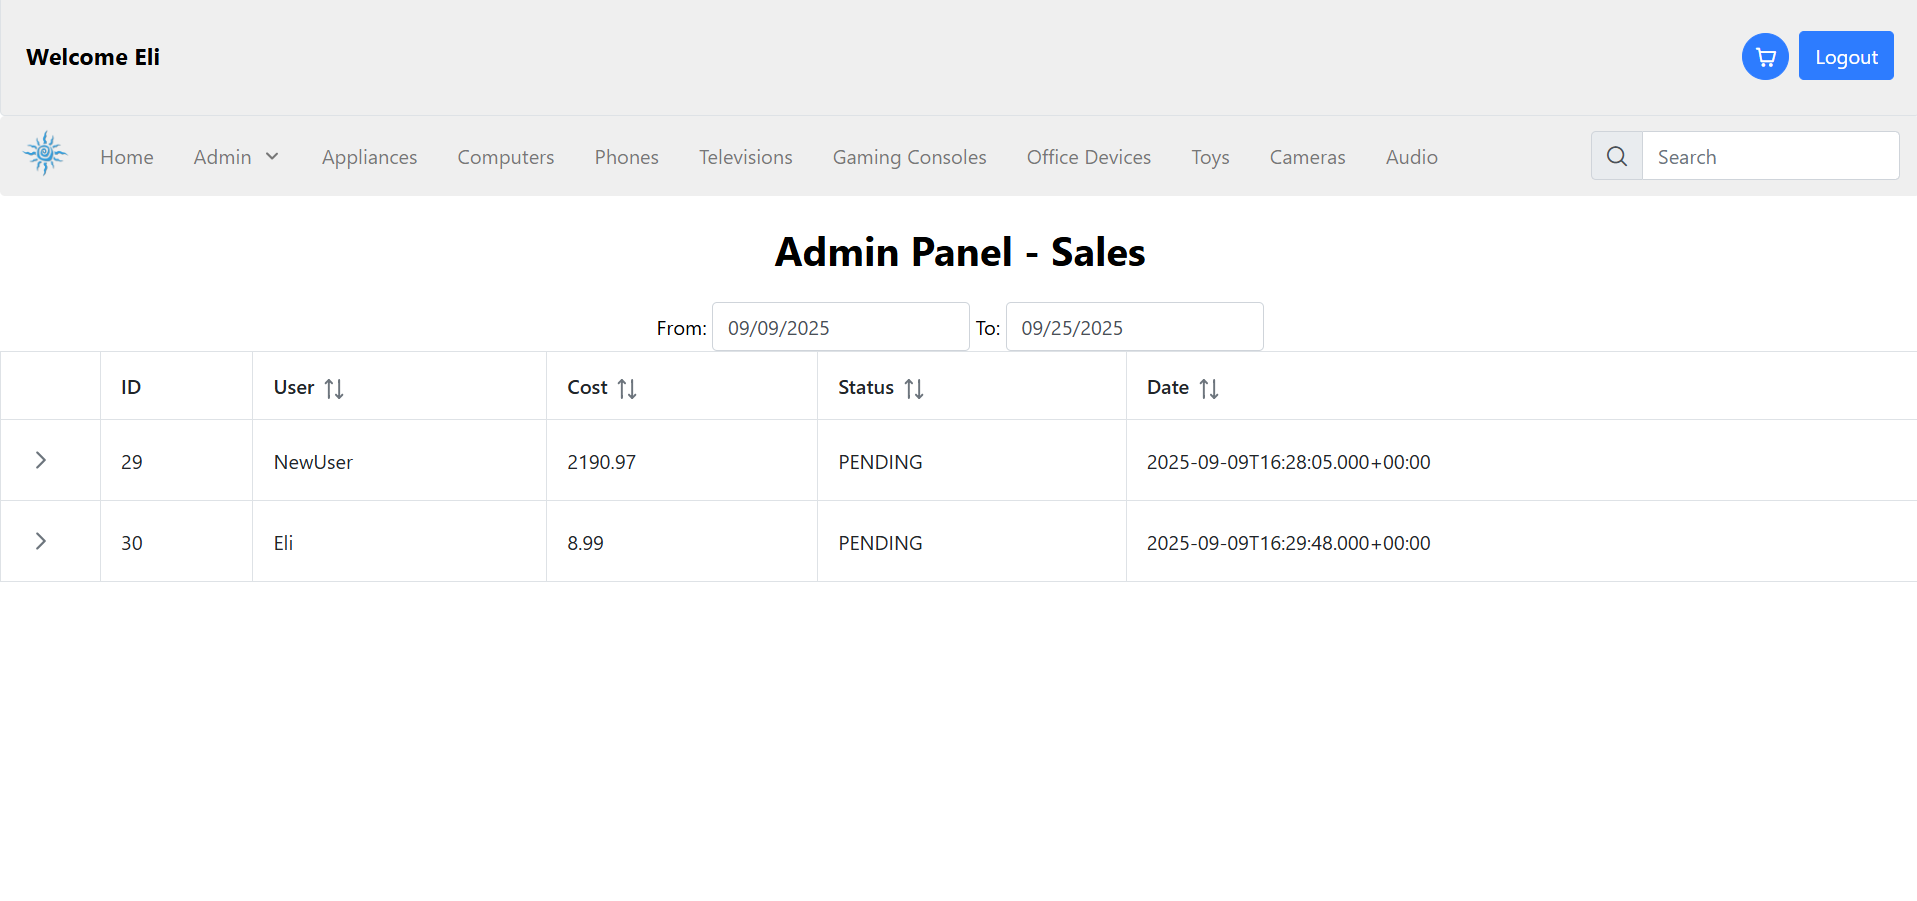 Welcome Eli
Logout
Home Admin Appliances Computers Phones Televisions Gaming Consoles Office Devices Toys Cameras Audio Search
Admin Panel - Sales
From: 09/09/2025 To: 09/25/2025
ID User Cost Status Date
29 NewUser 2190.97 PENDING 2025-09-09T16:28:05.000+00:00
30 Eli 8.99 PENDING 2025-09-09T16:29:48.000+00:00